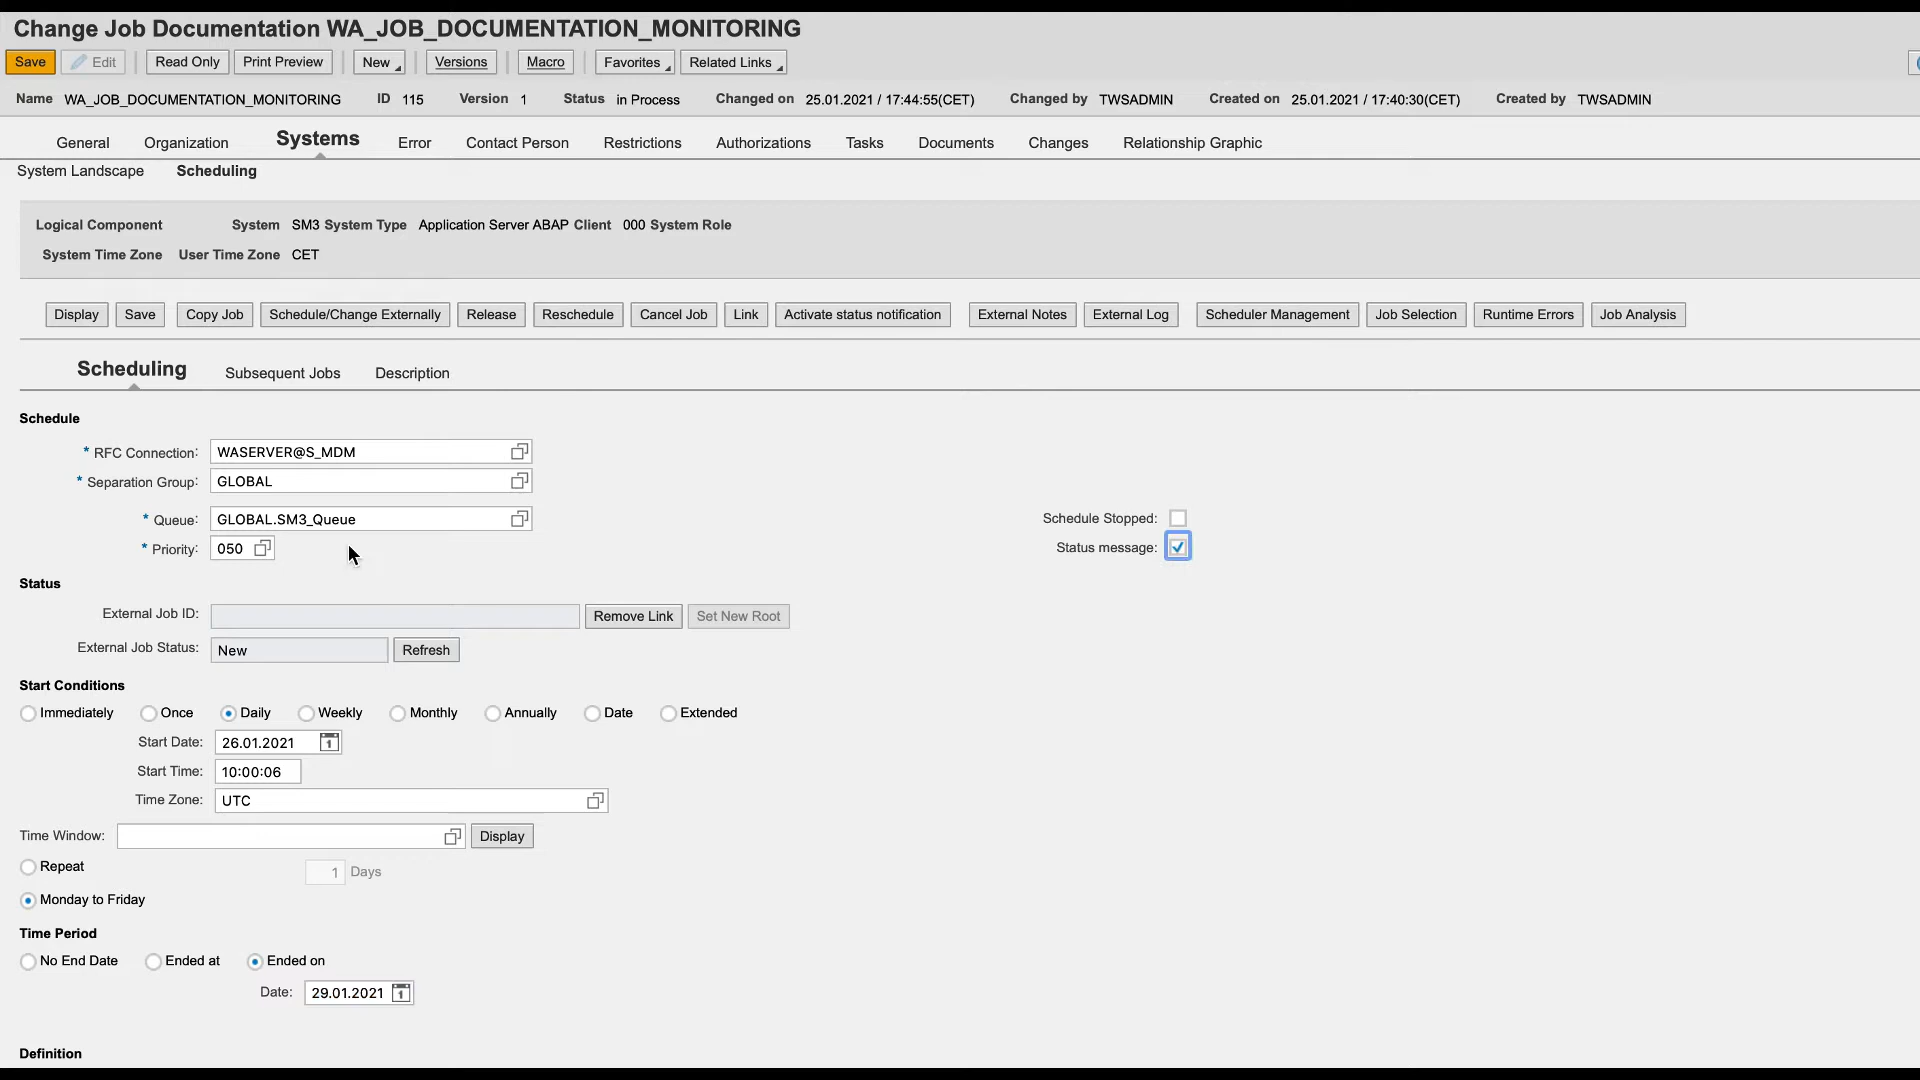 Change Job Documentation WA_JOB_DOCUMENTATION_MONITORING
Save Edit Read Only Print Preview New Versions Macro Favorites Related Links
Name WA_JOB_DOCUMENTATION_MONITORING ID 115 Version 1 Status in Process Changed on 25.01.2021 / 17:44:55(CET) Changed by TWSADMIN Created on 25.01.2021 / 17:40:30(CET) Created by TWSADMIN
General Organization Systems Error Contact Person Restrictions Authorizations Tasks Documents Changes Relationship Graphic
System Landscape Scheduling
Logical Component System SM3 System Type Application Server ABAP Client 000 System Role
System Time Zone User Time Zone CET
Display Save Copy Job Schedule/Change Externally Release Reschedule Cancel Job Link Activate status notification External Notes External Log Scheduler Management Job Selection Runtime Errors Job Analysis
Scheduling Subsequent Jobs Description
Schedule
* RFC Connection: WASERVER@S_MDM
* Separation Group: GLOBAL
* Queue: GLOBAL.SM3_Queue Schedule Stopped:
* Priority: 050 Status message:
Status
External Job ID: Remove Link Set New Root
External Job Status: New Refresh
Start Conditions
Immediately Once Daily Weekly Monthly Annually Date Extended
Start Date: 26.01.2021 1
Start Time: 10:00:06
Time Zone: UTC
Time Window: Display
Repeat 1 Days
Monday to Friday
Time Period
No End Date Ended at Ended on
Date: 29.01.2021 1
Definition